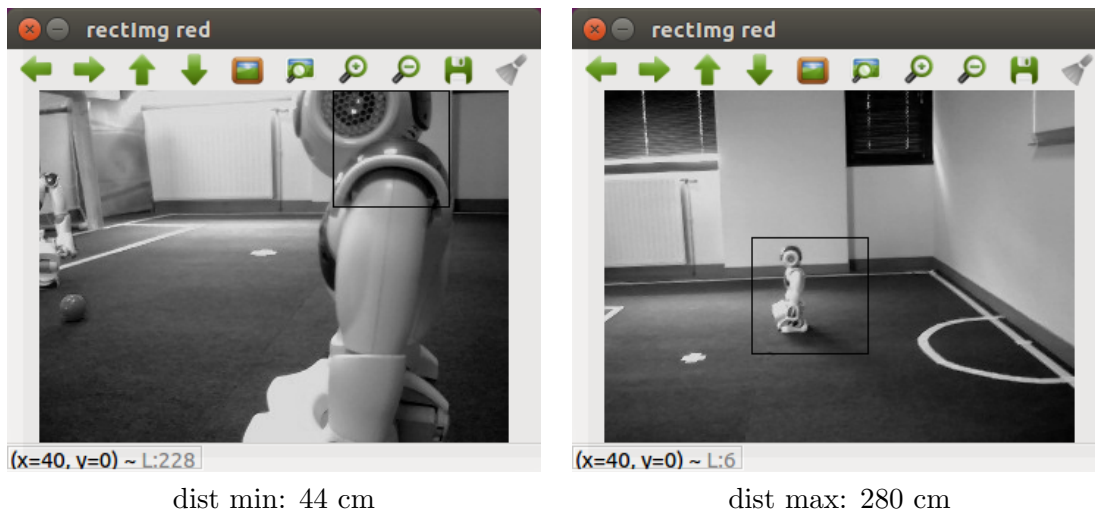 rectImg red
rectImg red
(x=40, y=0) ~ L:228
(x=40, y=0) ~ L:6
dist min: 44 cm
dist max: 280 cm